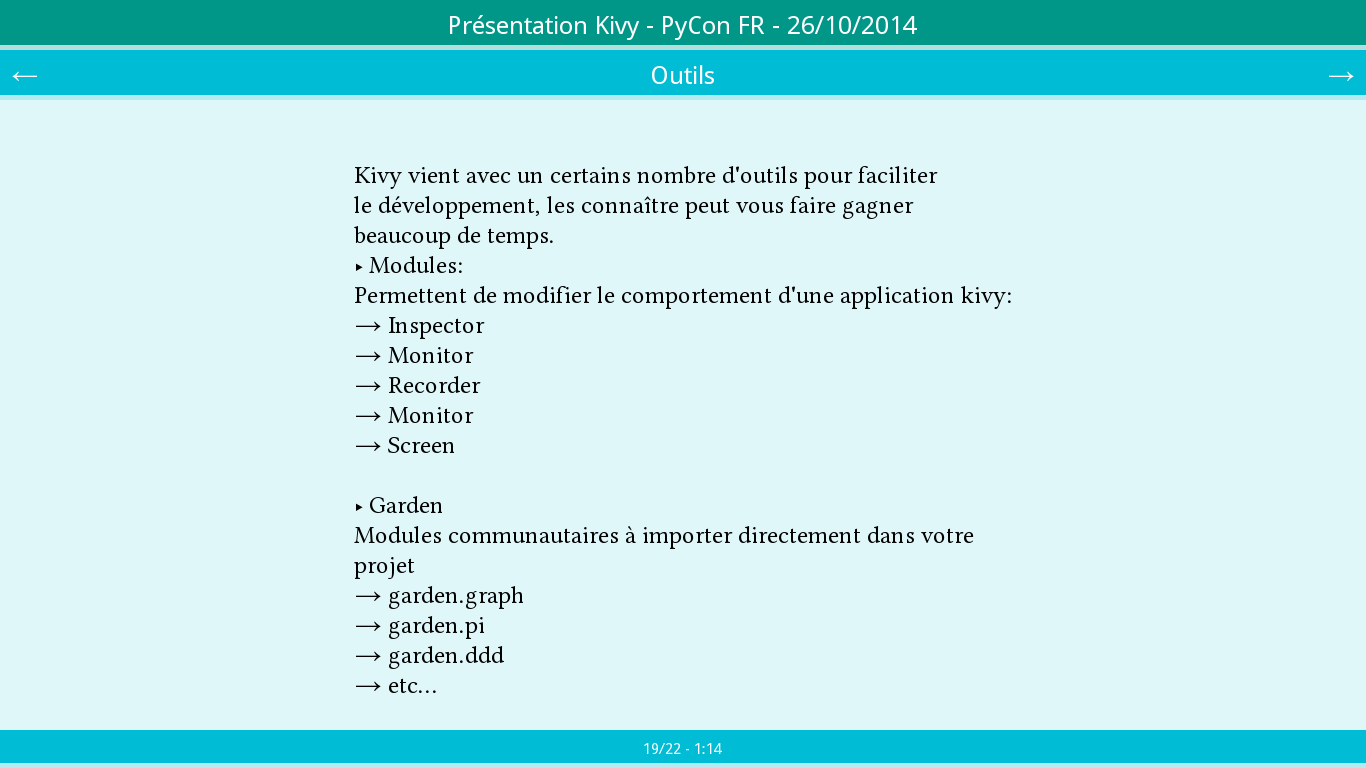 Présentation Kivy - PyCon FR - 26/10/2014
← Outils →
Kivy vient avec un certains nombre d'outils pour faciliter
le développement, les connaître peut vous faire gagner
beaucoup de temps.
‣ Modules:
Permettent de modifier le comportement d'une application kivy:
→ Inspector
→ Monitor
→ Recorder
→ Monitor
→ Screen
‣ Garden
Modules communautaires à importer directement dans votre
projet
→ garden.graph
→ garden.pi
→ garden.ddd
→ etc…
19/22 - 1:14